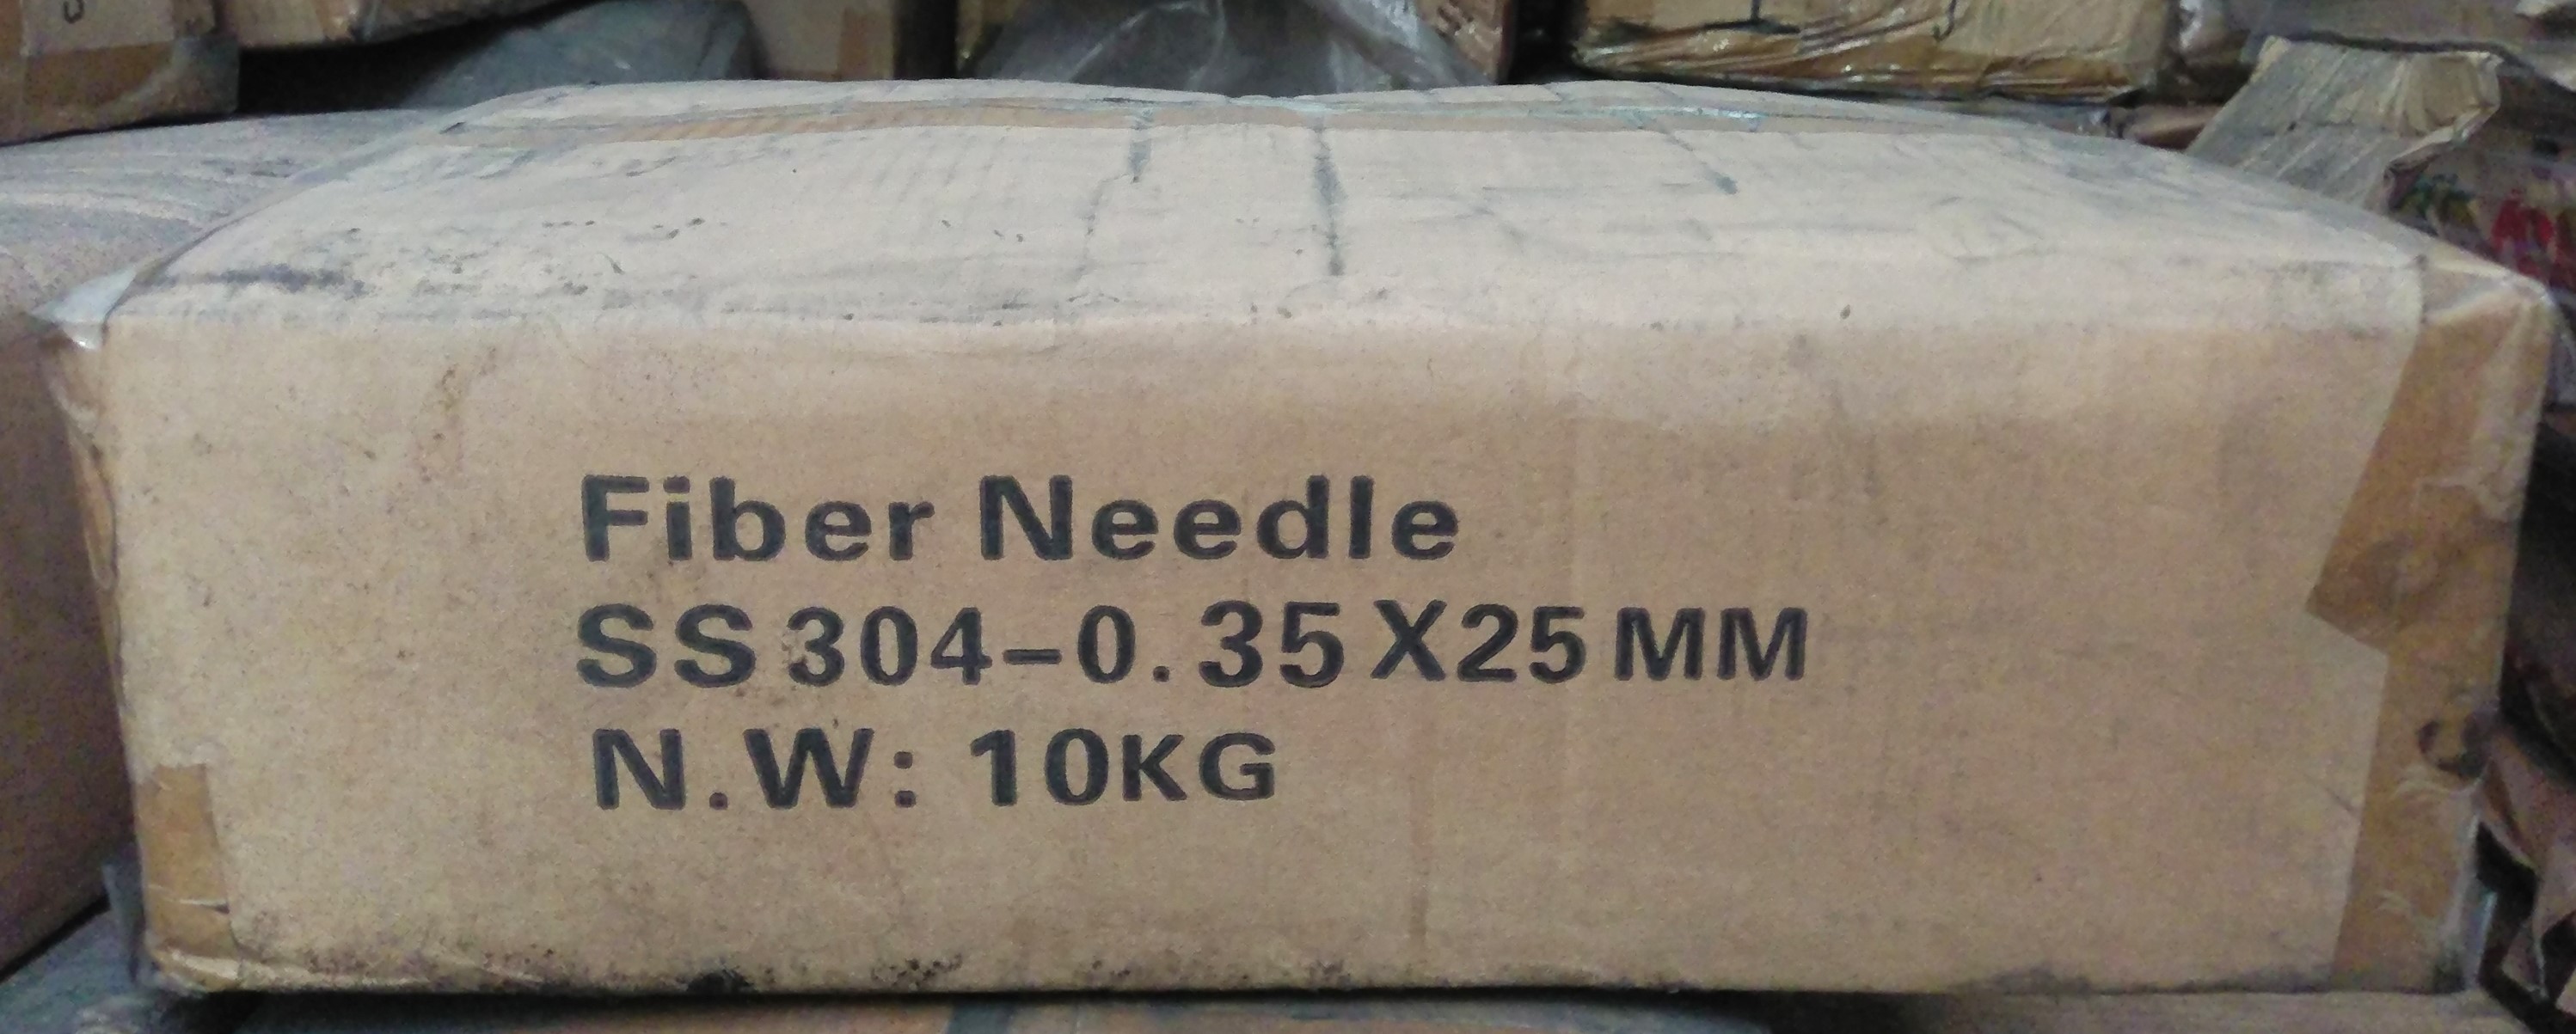 Fiber Needle
SS304-0.35X25MM
N.W: 10KG